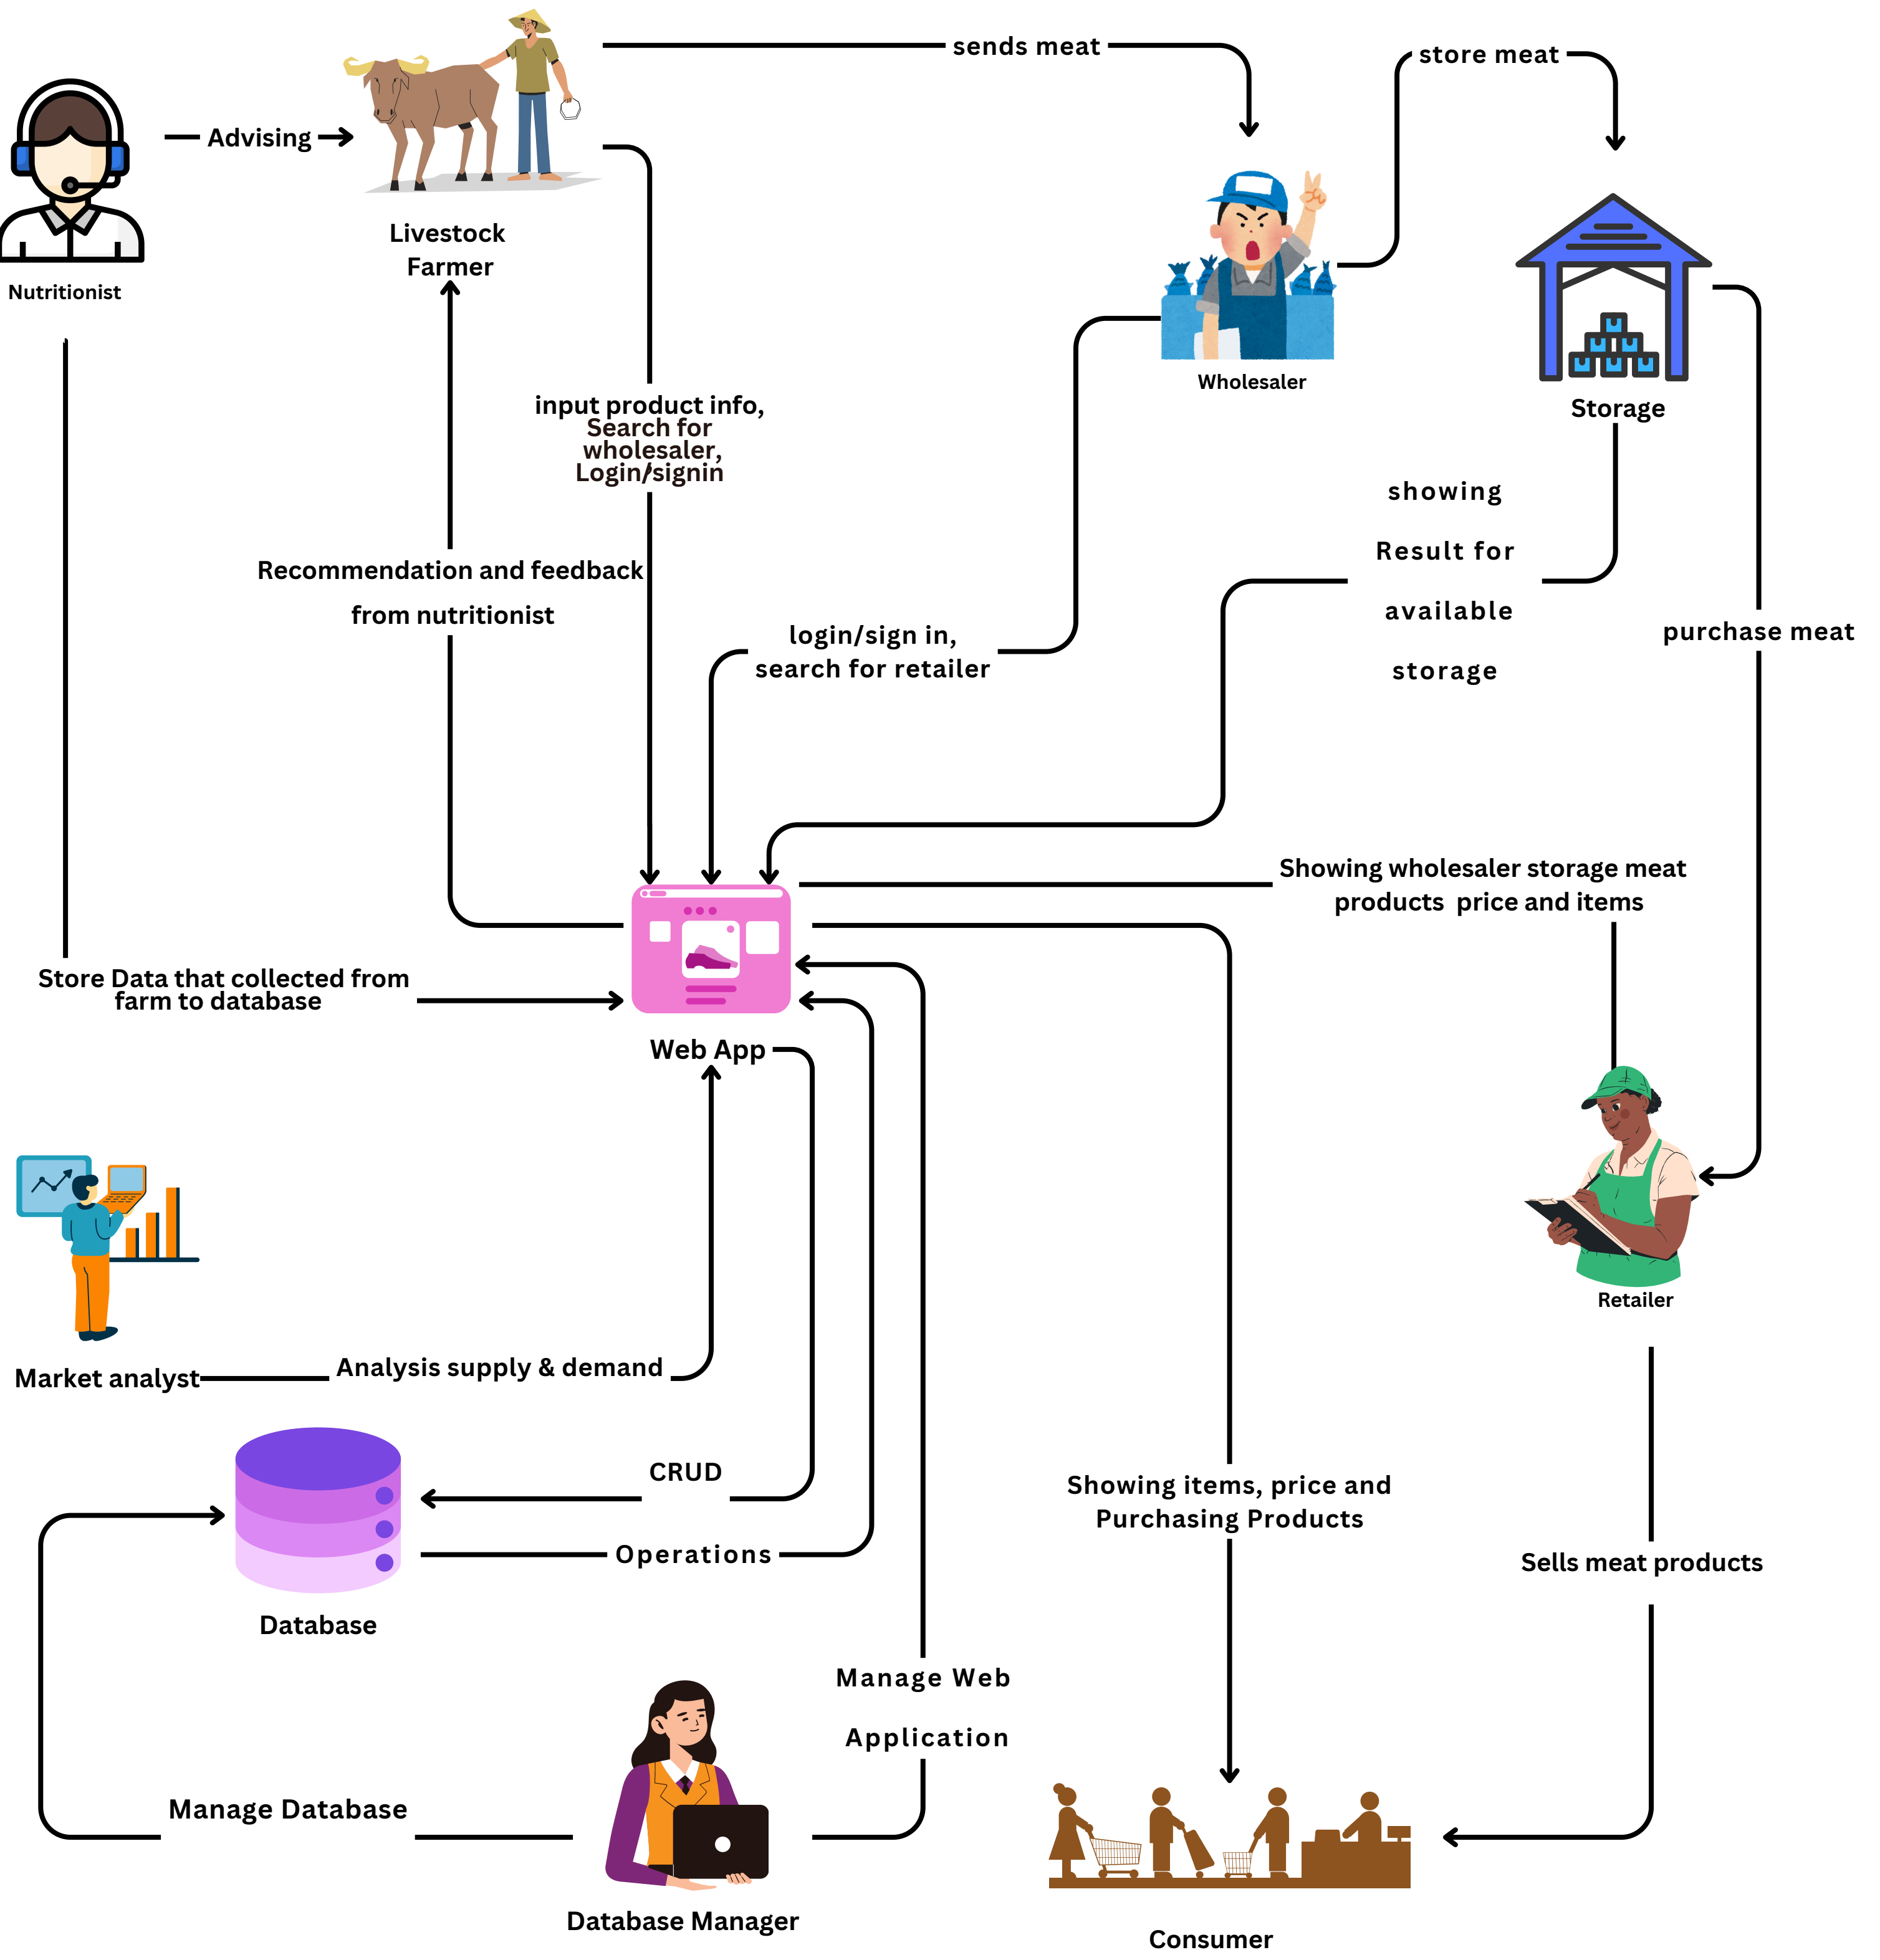 sends meat
store meat
Advising
Livestock
Farmer
Nutritionist
Wholesaler
Storage
input product info,
Search for
wholesaler,
Login/signin
showing
Result for
available
storage
Recommendation and feedback
from nutritionist
login/sign in,
search for retailer
purchase meat
Showing wholesaler storage meat
products price and items
Store Data that collected from
farm to database
Web App
Retailer
Market analyst
Analysis supply & demand
CRUD
Showing items, price and
Purchasing Products
Operations
Sells meat products
Database
Manage Web
Application
Manage Database
Database Manager
Consumer